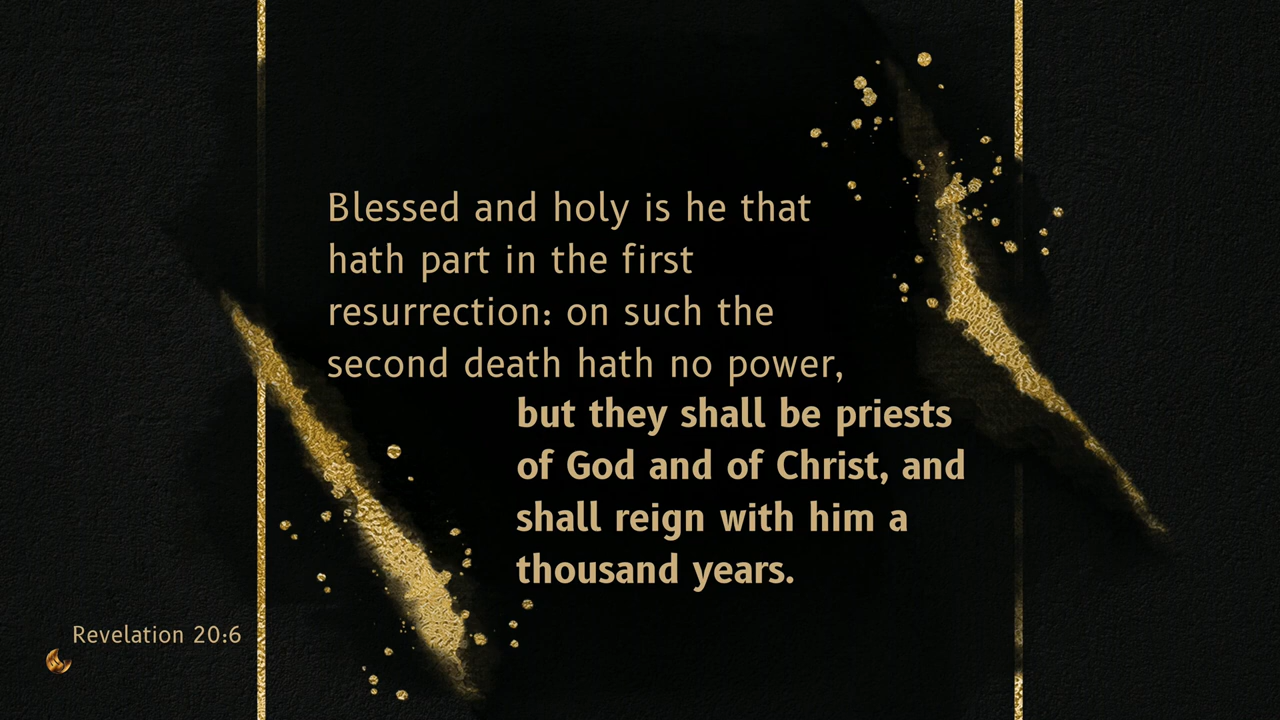 Blessed and holy is he that
hath part in the first
resurrection: on such the
second death hath no power,
but they shall be priests
of God and of Christ, and
shall reign with him a
thousand years.
Revelation 20:6